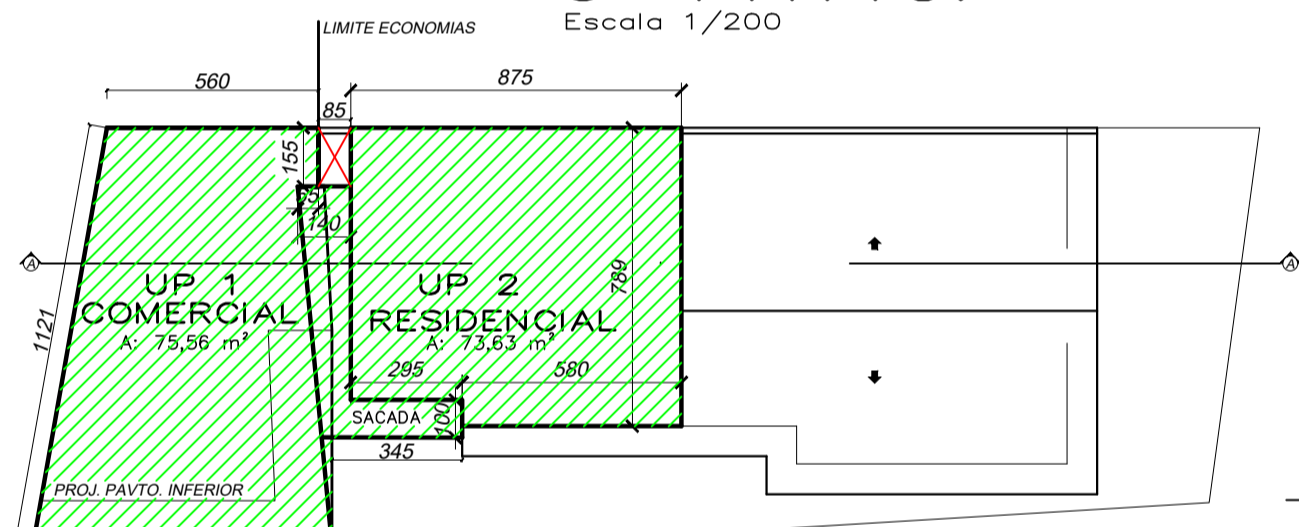 Escala 1/200
LIMITE ECONOMIAS
560
875
85
155
55
140
A
A
UP 1
COMERCIAL
A: 75,56 m²
UP 2
RESIDENCIAL
A: 73,63 m²
789
1121
295
580
SACADA
100
345
PROJ. PAVTO. INFERIOR